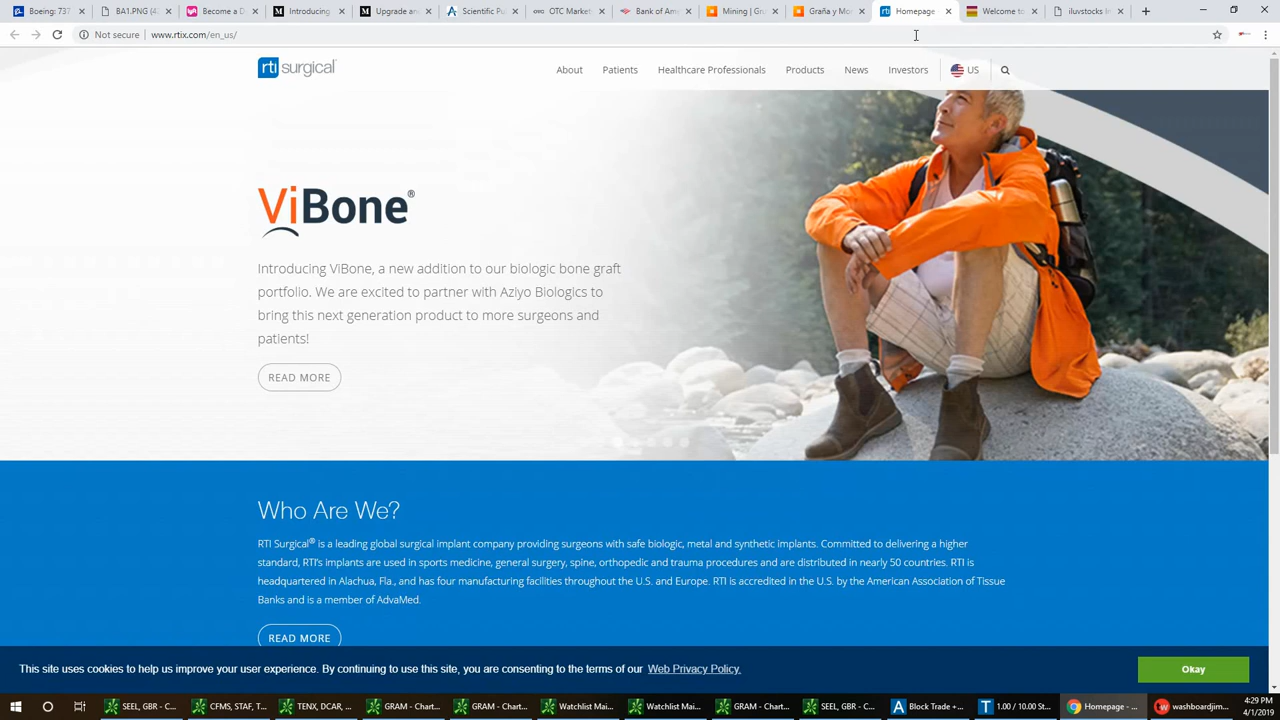 Boeing: 737
BA1.PNG (4
Become a D
Introducing
Upgrade an
Scientific Pu
OTC Market
Bank of Ame
Mining | Gr
Graña y Mo
Homepage
Welcome to
iluvstocks In
Not secure | www.rtix.com/en_us/
rti surgical
About
Patients
Healthcare Professionals
Products
News
Investors
US
ViBone®
Introducing ViBone, a new addition to our biologic bone graft
portfolio. We are excited to partner with Aziyo Biologics to
bring this next generation product to more surgeons and
patients!
READ MORE
Who Are We?
RTI Surgical® is a leading global surgical implant company providing surgeons with safe biologic, metal and synthetic implants. Committed to delivering a higher
standard, RTI's implants are used in sports medicine, general surgery, spine, orthopedic and trauma procedures and are distributed in nearly 50 countries. RTI is
headquartered in Alachua, Fla., and has four manufacturing facilities throughout the U.S. and Europe. RTI is accredited in the U.S. by the American Association of Tissue
Banks and is a member of AdvaMed.
READ MORE
This site uses cookies to help us improve your user experience. By continuing to use this site, you are consenting to the terms of our Web Privacy Policy.
Okay
SEEL, GBR - C...
CFMS, STAF, T...
TENX, DCAR, ...
GRAM - Chart...
GRAM - Chart...
Watchlist Mai...
Watchlist Mai...
GRAM - Chart...
SEEL, GBR - C...
Block Trade +...
1.00 / 10.00 St...
Homepage - ...
washboardjim...
4:29 PM
4/1/2019